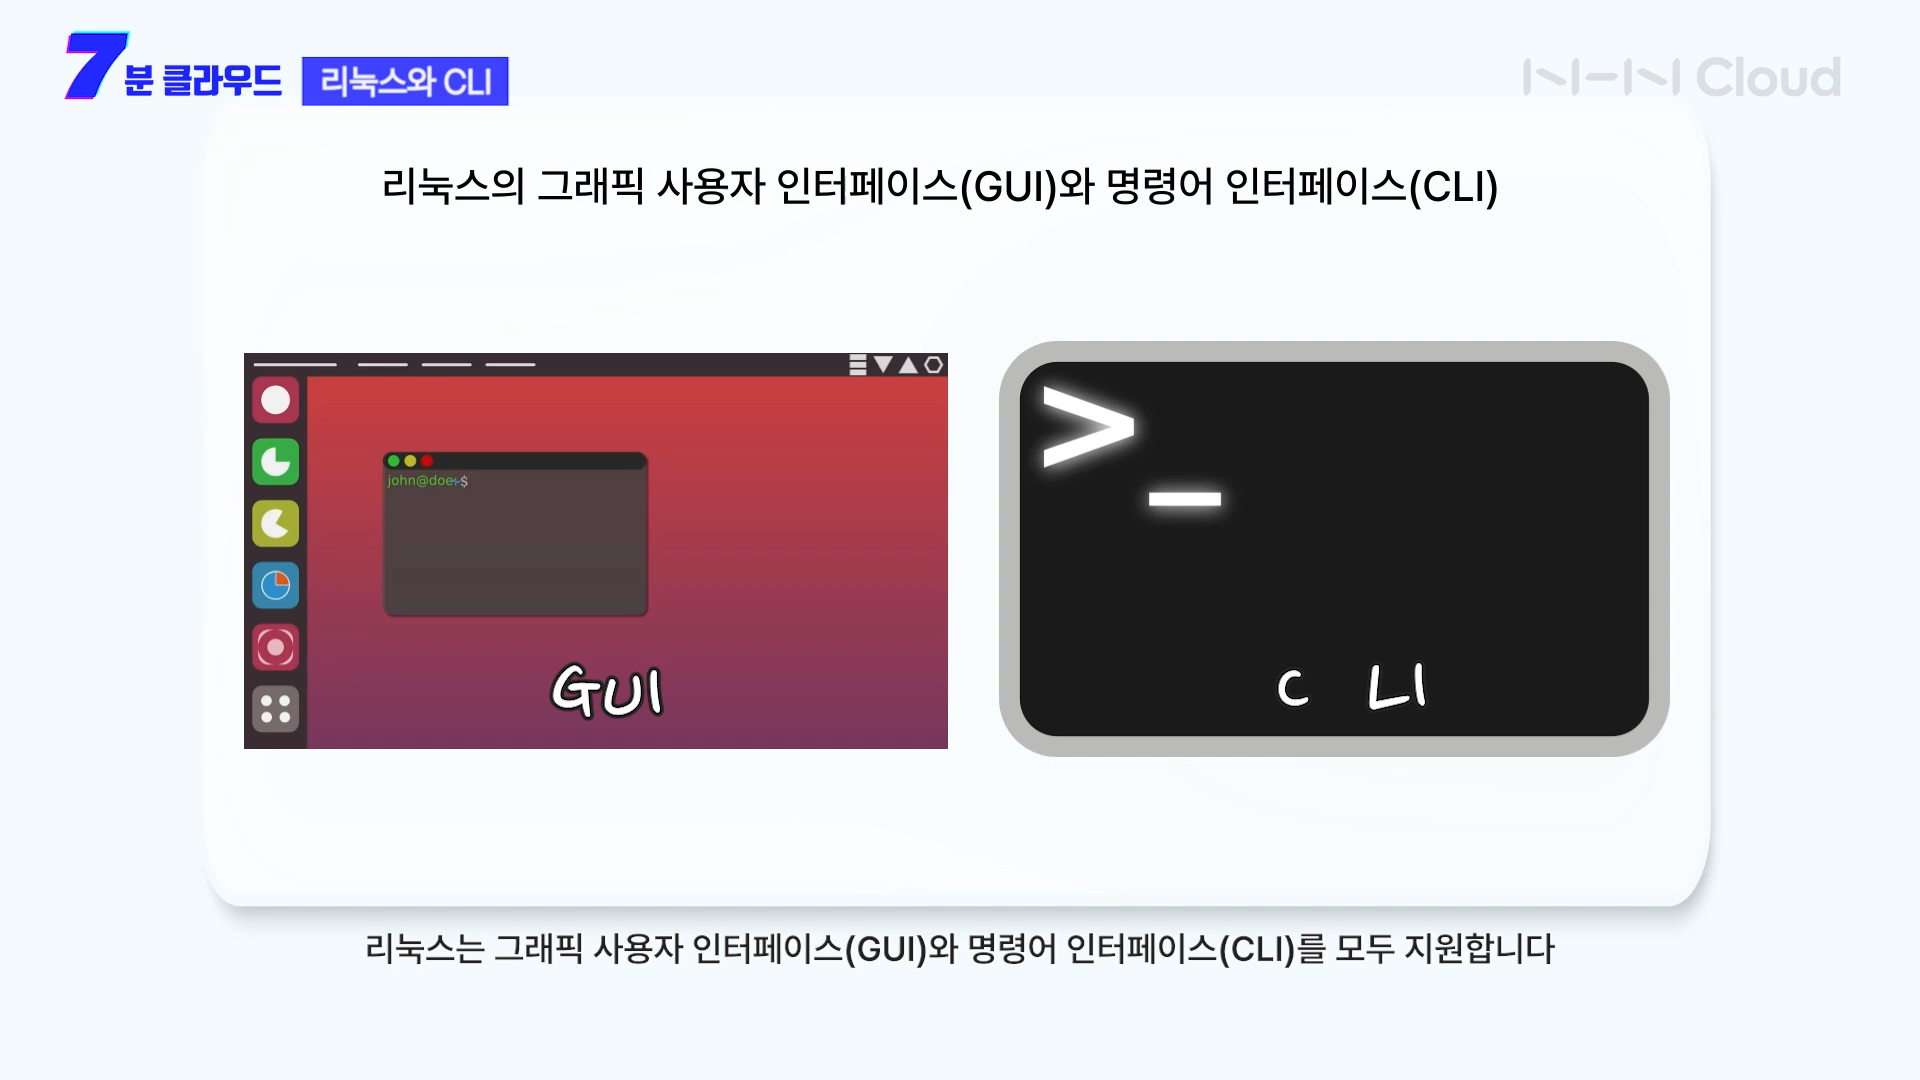 7분 클라우드 리눅스와 CLI
NHN Cloud
리눅스의 그래픽 사용자 인터페이스(GUI)와 명령어 인터페이스(CLI)
john@doe:~$
>_
GUI
C LI
리눅스는 그래픽 사용자 인터페이스(GUI)와 명령어 인터페이스(CLI)를 모두 지원합니다